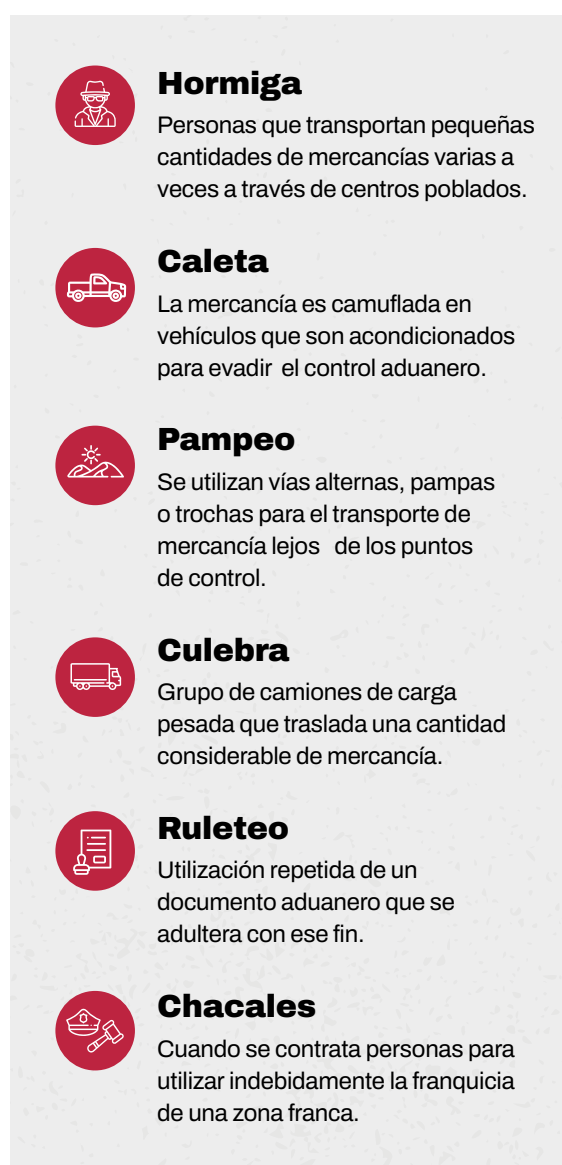 Hormiga
Personas que transportan pequeñas
cantidades de mercancías varias a
veces a través de centros poblados.
Caleta
La mercancía es camuflada en
vehículos que son acondicionados
para evadir el control aduanero.
Pampeo
Se utilizan vías alternas, pampas
o trochas para el transporte de
mercancía lejos de los puntos
de control.
Culebra
Grupo de camiones de carga
pesada que traslada una cantidad
considerable de mercancía.
Ruleteo
Utilización repetida de un
documento aduanero que se
adultera con ese fin.
Chacales
Cuando se contrata personas para
utilizar indebidamente la franquicia
de una zona franca.